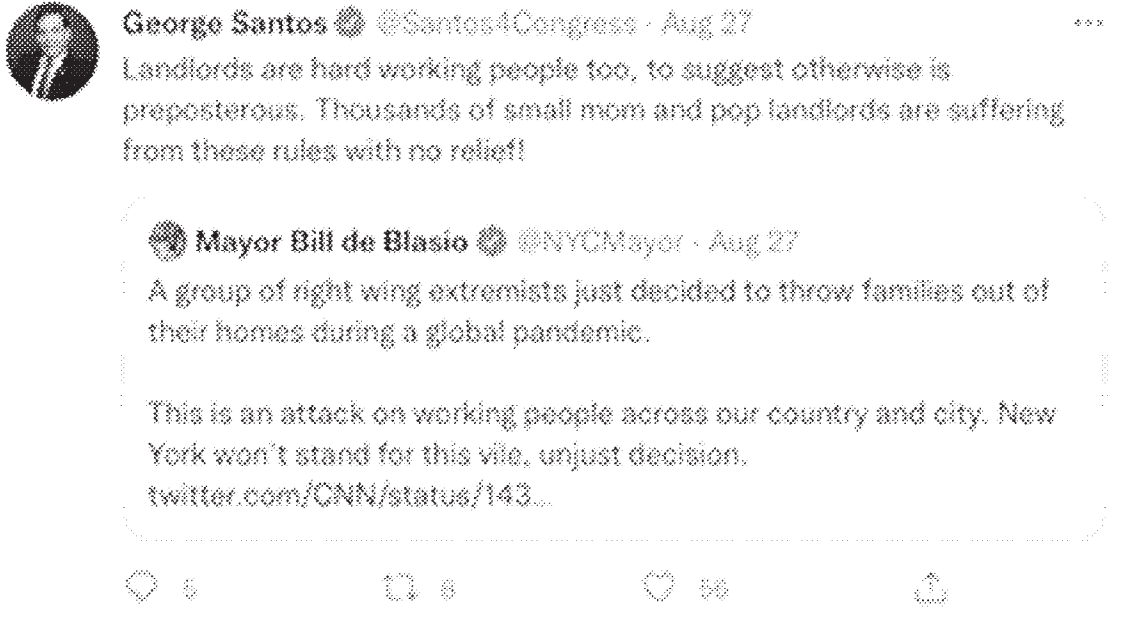 George Santos @Santos4Congress · Aug 27
Landlords are hard working people too, to suggest otherwise is
preposterous. Thousands of small mom and pop landlords are suffering
from these rules with no relief!
Mayor Bill de Blasio @NYCMayor · Aug 27
A group of right wing extremists just decided to throw families out of
their homes during a global pandemic.
This is an attack on working people across our country and city. New
York won't stand for this vile, unjust decision.
twitter.com/CNN/status/143...
5 8 56